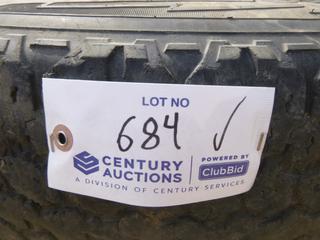 LOT NO
684 ✓
CENTURY AUCTIONS
A DIVISION OF CENTURY SERVICES
POWERED BY
ClubBid